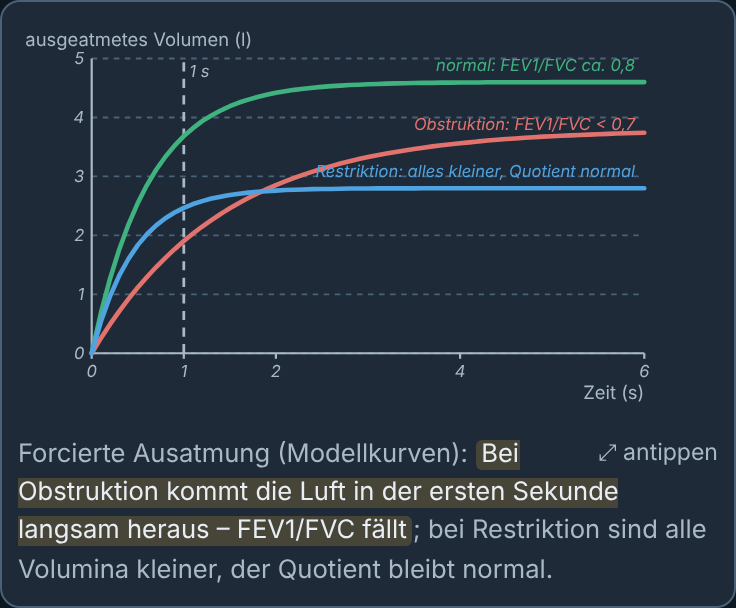 ausgeatmetes Volumen (l)
5
1 s
normal: FEV1/FVC ca. 0,8
4
Obstruktion: FEV1/FVC < 0,7
3
Restriktion: alles kleiner, Quotient normal
2
1
0
0 1 2 4 6
Zeit (s)
Forcierte Ausatmung (Modellkurven): Bei
⤢ antippen
Obstruktion kommt die Luft in der ersten Sekunde
langsam heraus – FEV1/FVC fällt; bei Restriktion sind alle
Volumina kleiner, der Quotient bleibt normal.